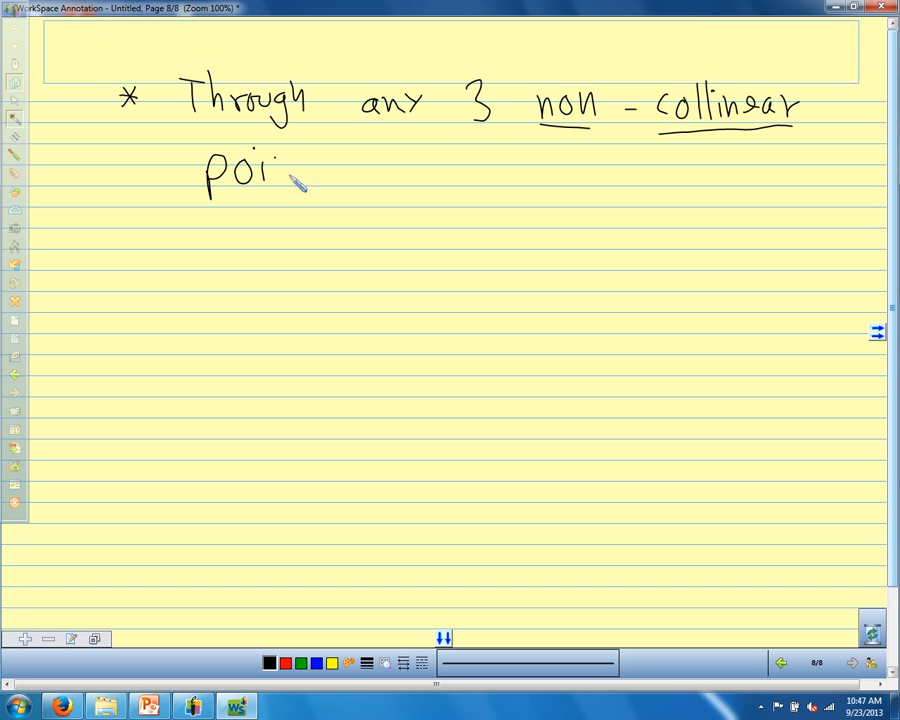 WorkSpace Annotation - Untitled, Page 8/8 (Zoom 100%) *
* Through any 3 non - collinear
poi
8/8
10:47 AM
9/23/2013